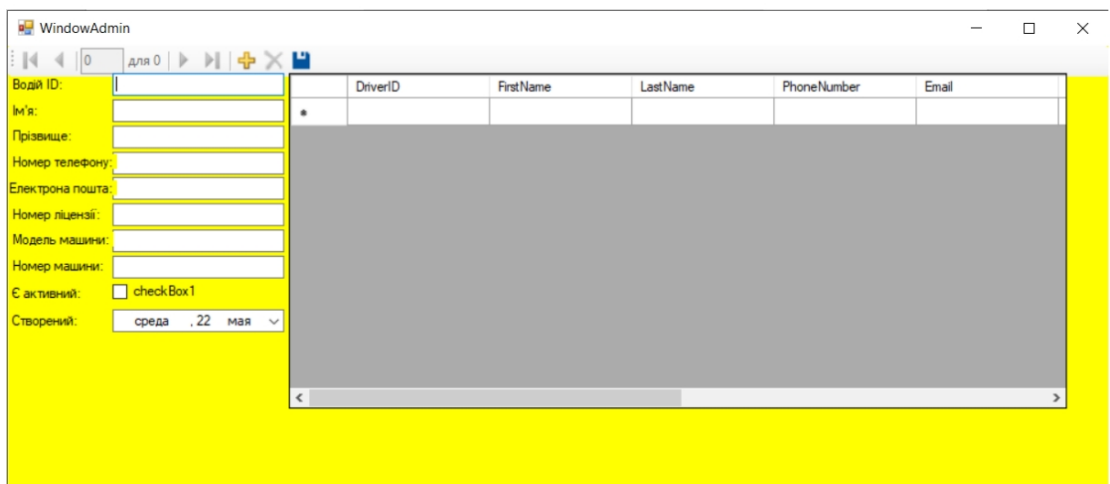 WindowAdmin
0 для 0
Водій ID:
Ім'я:
Прізвище:
Номер телефону:
Електрона пошта:
Номер ліцензії:
Модель машини:
Номер машини:
Є активний: checkBox1
Створений: среда , 22 мая
DriverID FirstName LastName PhoneNumber Email